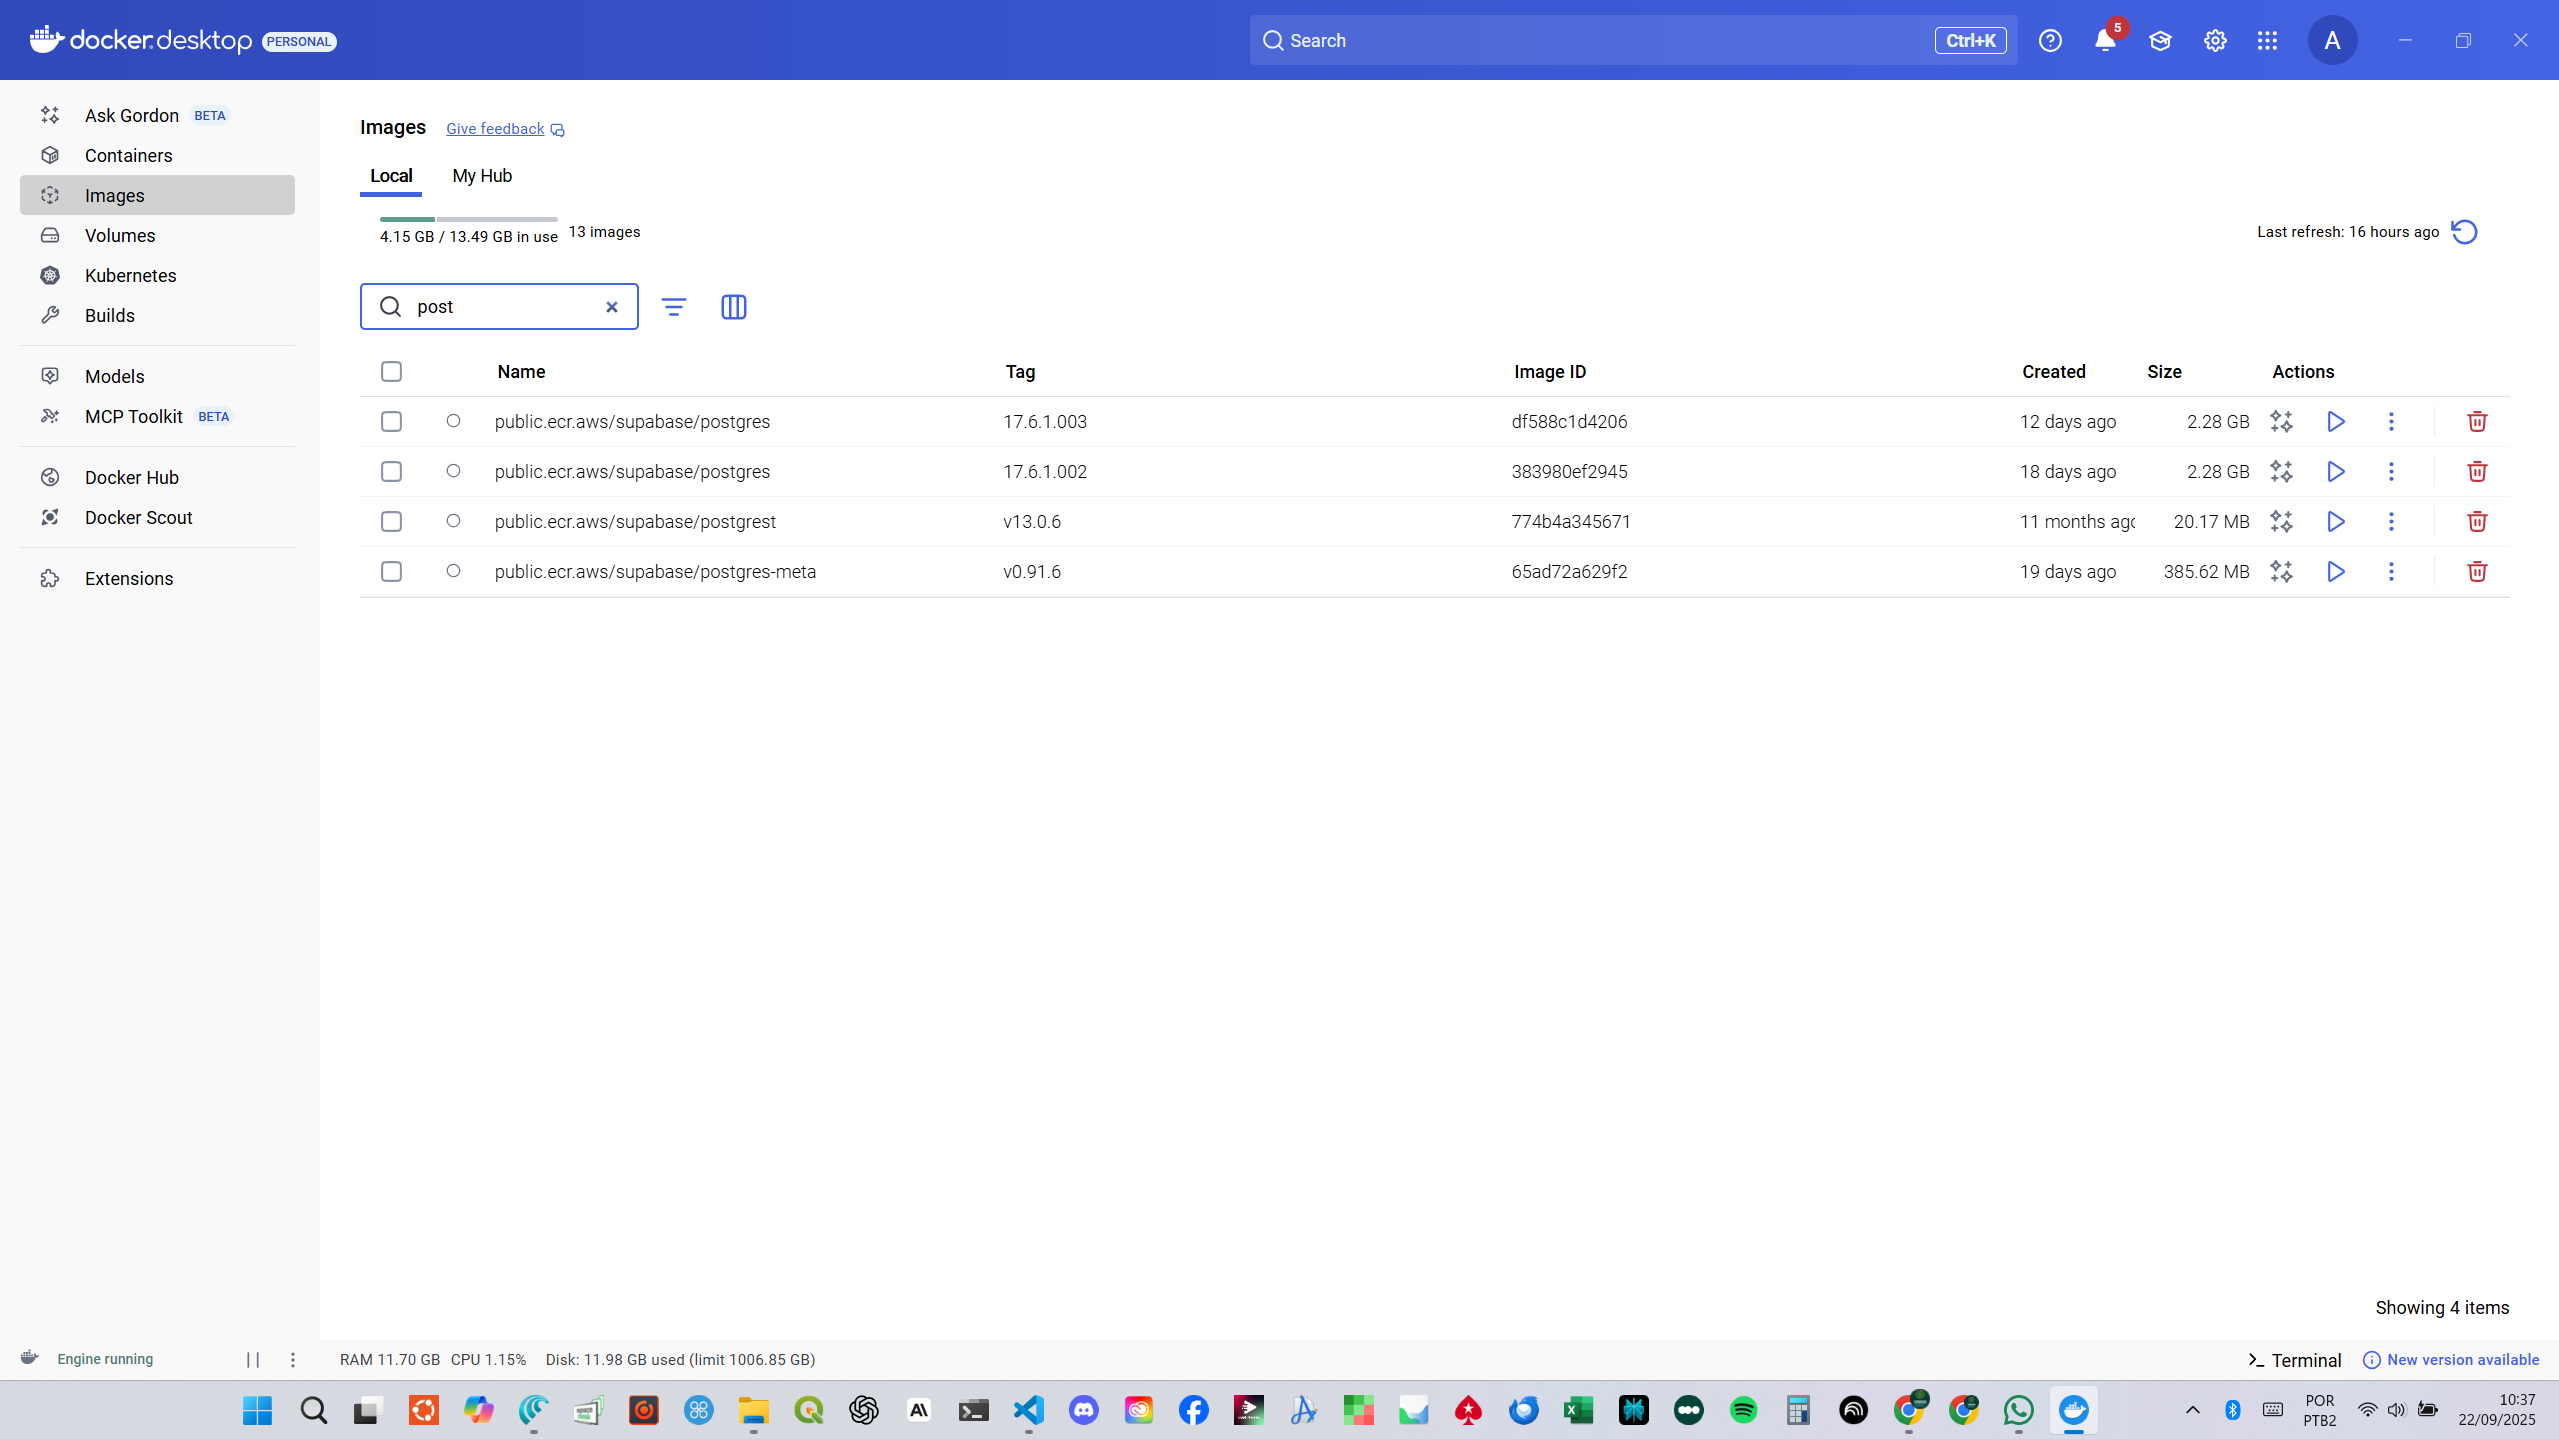 docker.desktop PERSONAL
Search
Ctrl+K
5
A
Ask Gordon BETA
Containers
Images
Volumes
Kubernetes
Builds
Models
MCP Toolkit BETA
Docker Hub
Docker Scout
Extensions
Images Give feedback
Local My Hub
4.15 GB / 13.49 GB in use 13 images
Last refresh: 16 hours ago
post
Name Tag Image ID Created Size Actions
public.ecr.aws/supabase/postgres 17.6.1.003 df588c1d4206 12 days ago 2.28 GB
public.ecr.aws/supabase/postgres 17.6.1.002 383980ef2945 18 days ago 2.28 GB
public.ecr.aws/supabase/postgrest v13.0.6 774b4a345671 11 months ago 20.17 MB
public.ecr.aws/supabase/postgres-meta v0.91.6 65ad72a629f2 19 days ago 385.62 MB
Showing 4 items
Engine running
RAM 11.70 GB CPU 1.15% Disk: 11.98 GB used (limit 1006.85 GB)
Terminal
New version available
POR
PTB2
10:37
22/09/2025